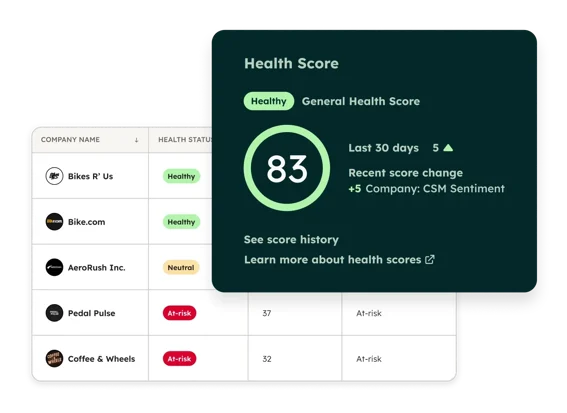 Health Score
Healthy General Health Score
83
Last 30 days 5
Recent score change
+5 Company: CSM Sentiment
See score history
Learn more about health scores
COMPANY NAME HEALTH
Bikes R' Us Healthy
Bike.com Healthy
AeroRush Inc. Neutral
Pedal Pulse At-risk 37 At-risk
Coffee & Wheels At-risk 32 At-risk